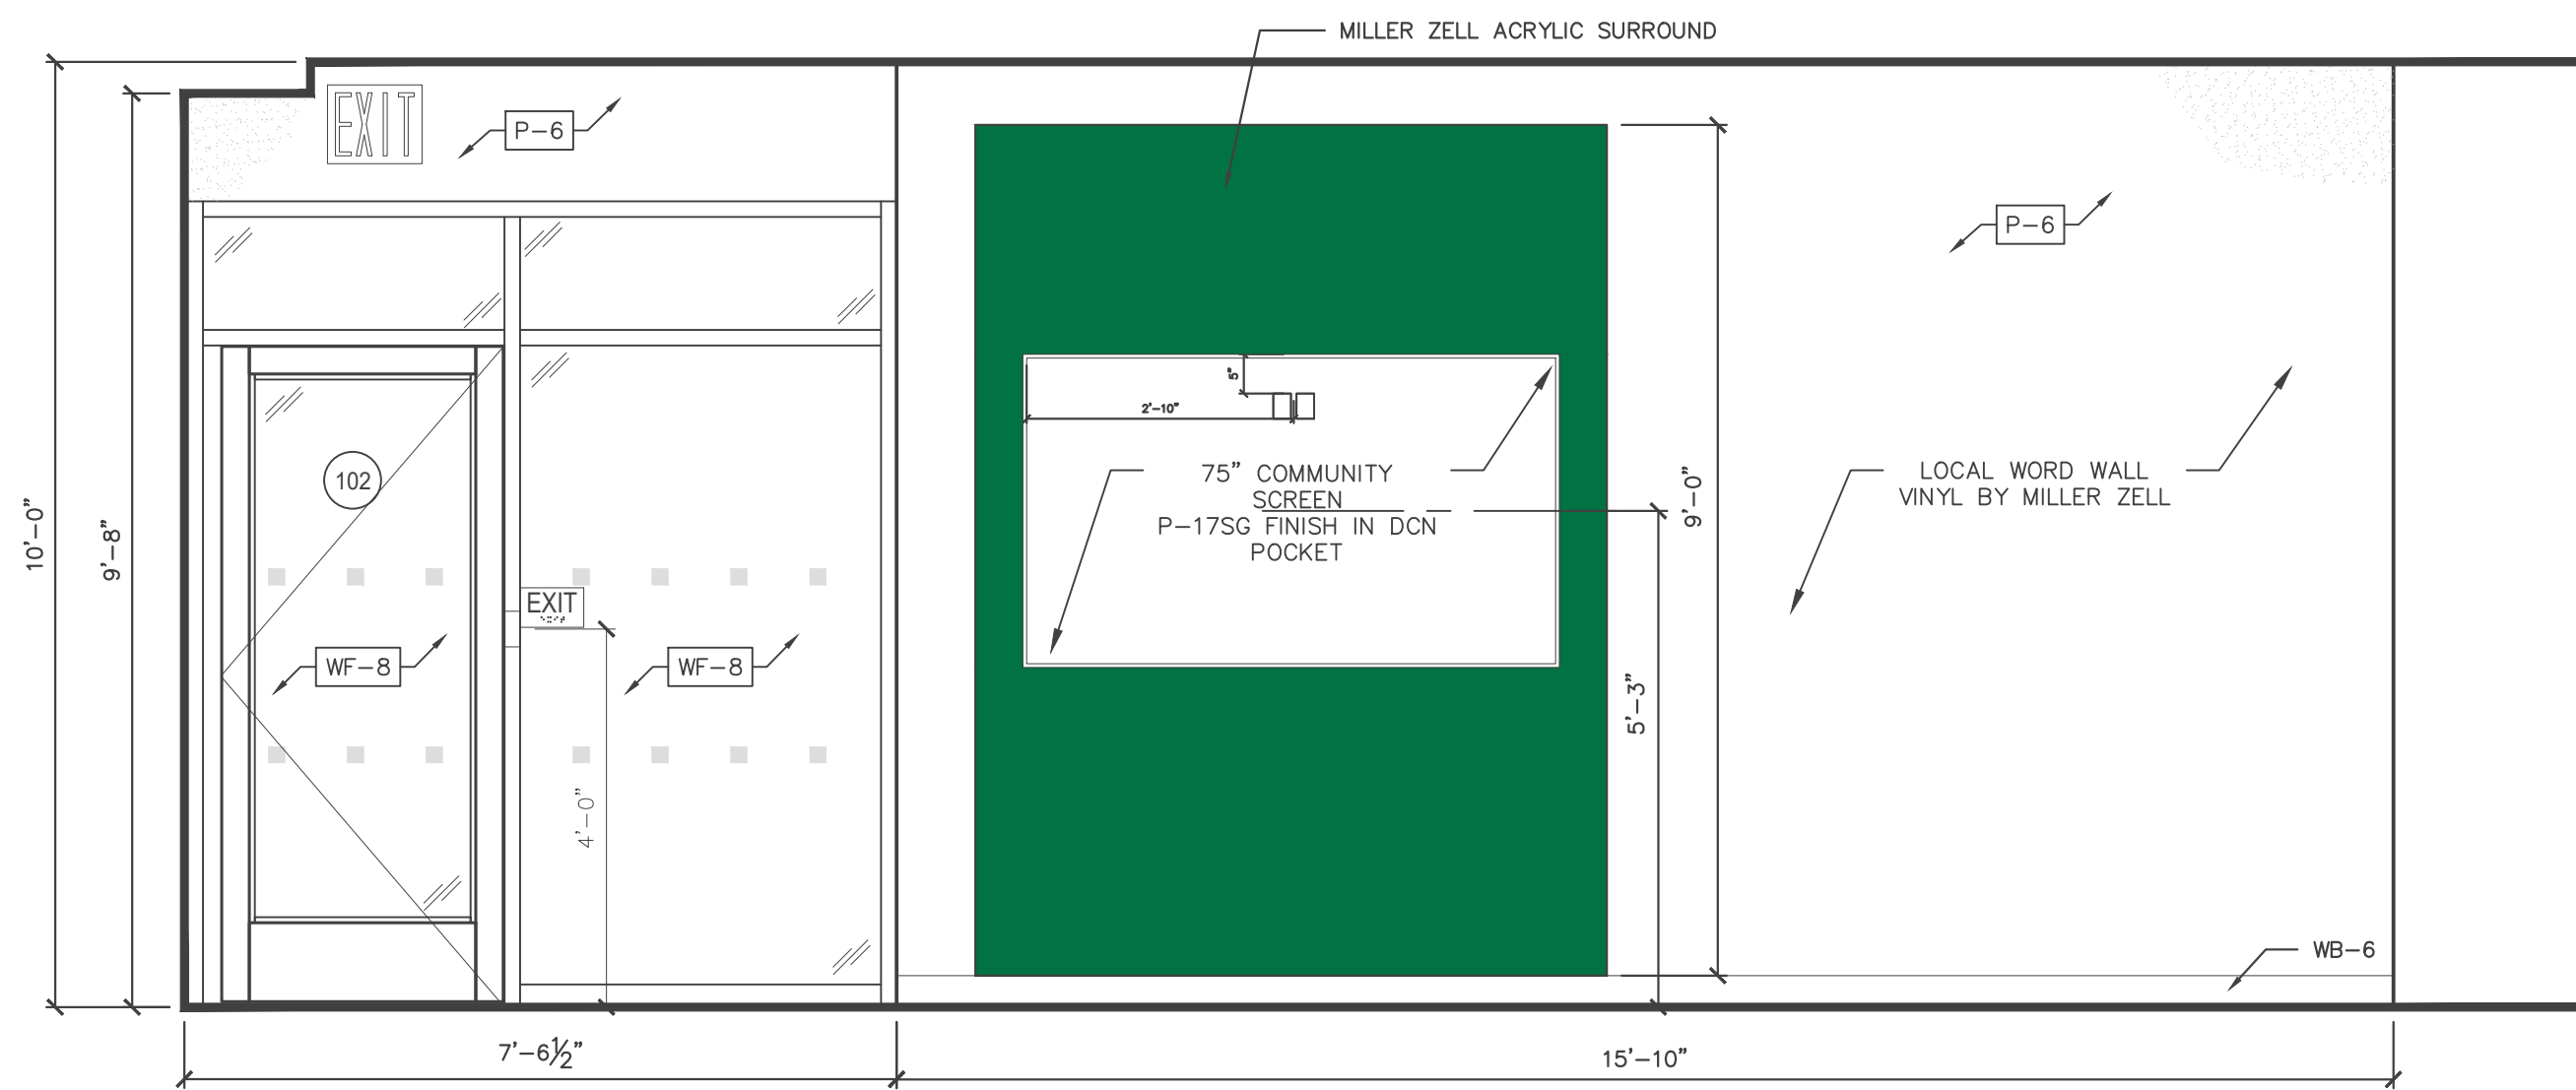 MILLER ZELL ACRYLIC SURROUND
EXIT
P-6
P-6
5"
2'-10"
102
75" COMMUNITY
SCREEN
P-17SG FINISH IN DCN
POCKET
LOCAL WORD WALL
VINYL BY MILLER ZELL
10'-0"
9'-8"
9'-0"
EXIT
WF-8
WF-8
5'-3"
4'-0"
WB-6
7'-6½"
15'-10"